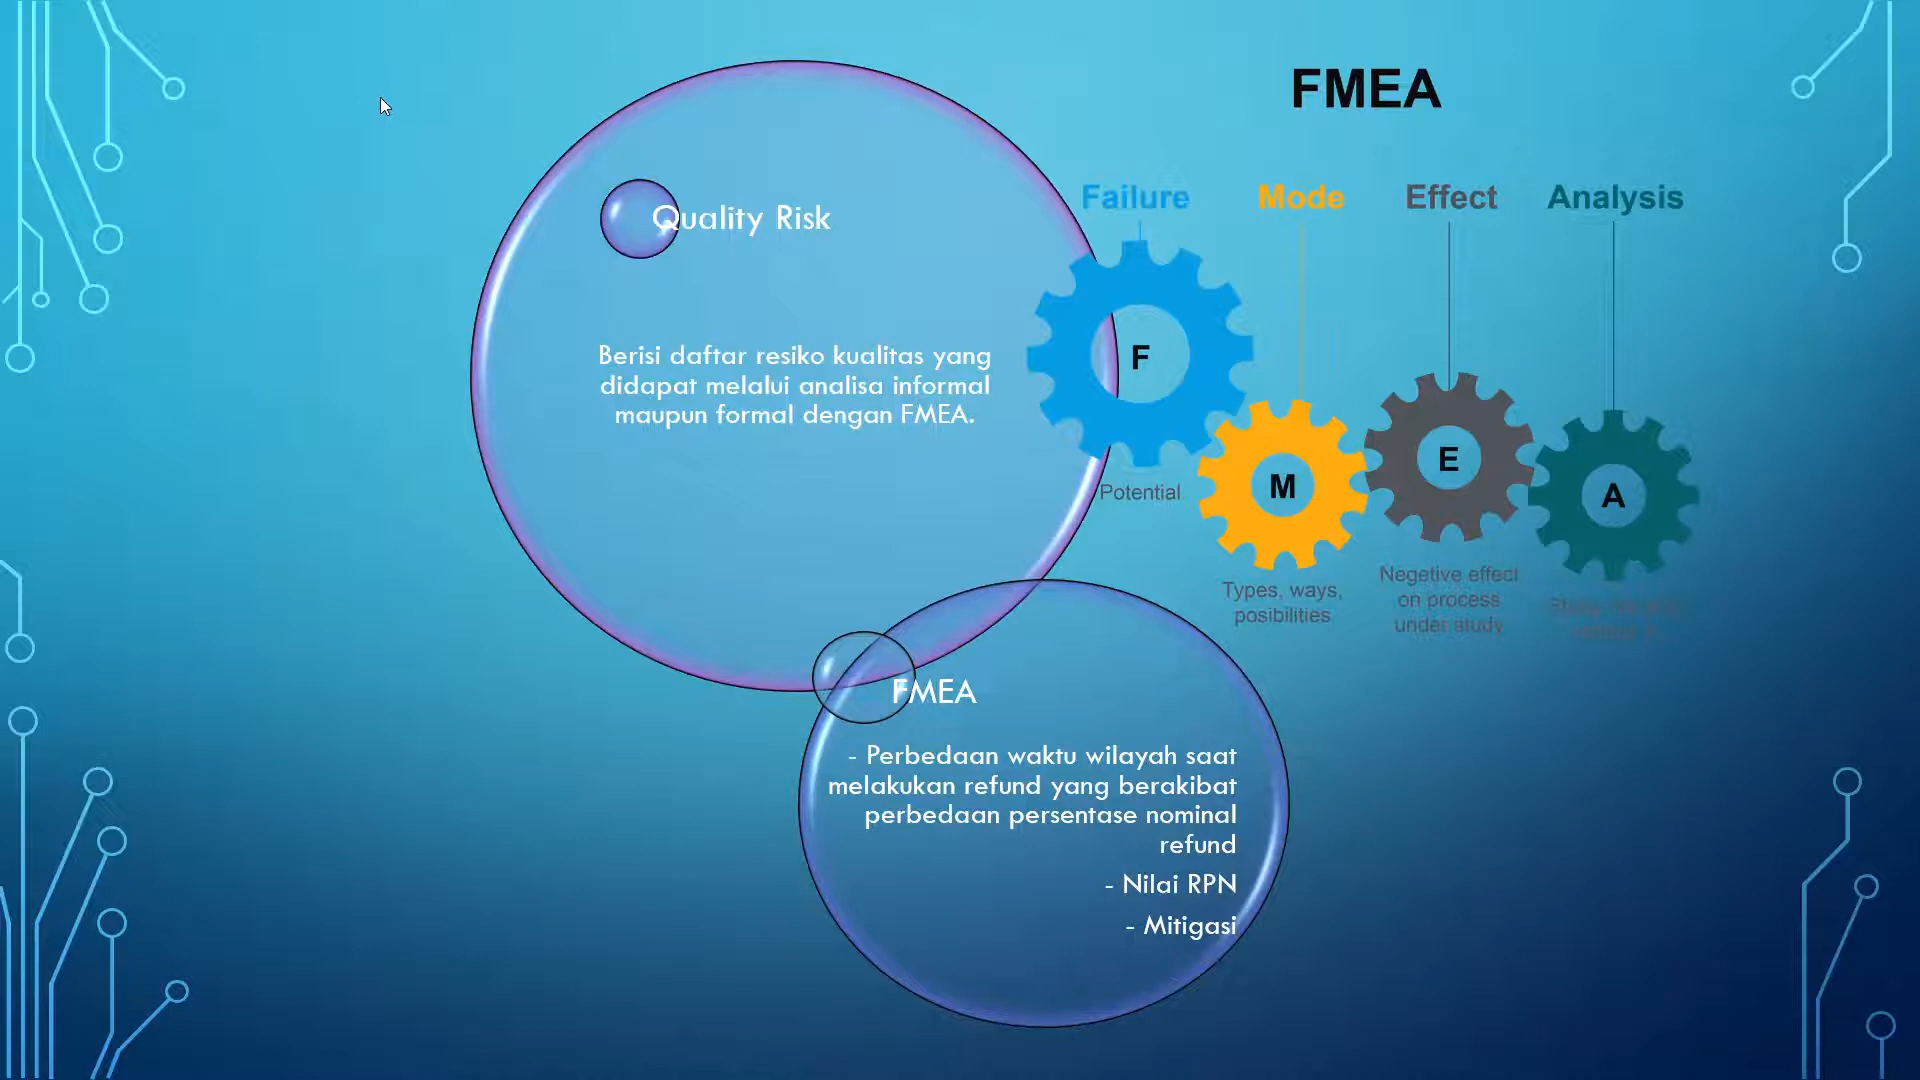 Quality Risk
Berisi daftar resiko kualitas yang
didapat melalui analisa informal
maupun formal dengan FMEA.
FMEA
Failure
Mode
Effect
Analysis
F
M
E
A
Potential
Types, ways,
posibilities
Negetive effect
on process
under study
FMEA
- Perbedaan waktu wilayah saat
melakukan refund yang berakibat
perbedaan persentase nominal
refund
- Nilai RPN
- Mitigasi